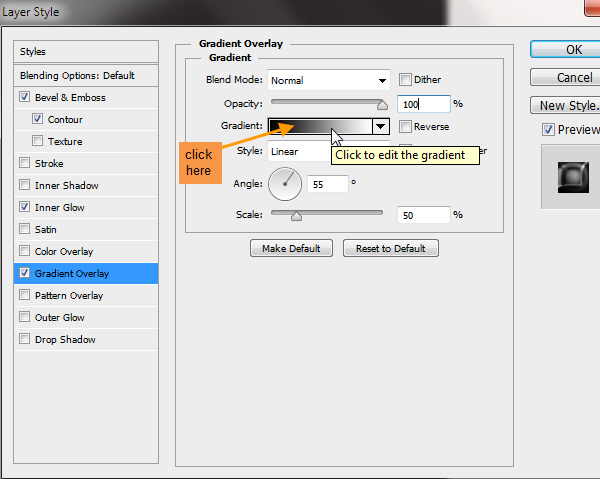 Layer Style
Styles
Blending Options: Default
Bevel & Emboss
Contour
Texture
Stroke
Inner Shadow
Inner Glow
Satin
Color Overlay
Gradient Overlay
Pattern Overlay
Outer Glow
Drop Shadow
Gradient Overlay
Gradient
Blend Mode: Normal Dither
Opacity: 100 %
Gradient: Reverse
click
here
Style: Linear
Click to edit the gradient
Angle: 55 °
Scale: 50 %
Make Default Reset to Default
OK
Cancel
New Style...
Preview